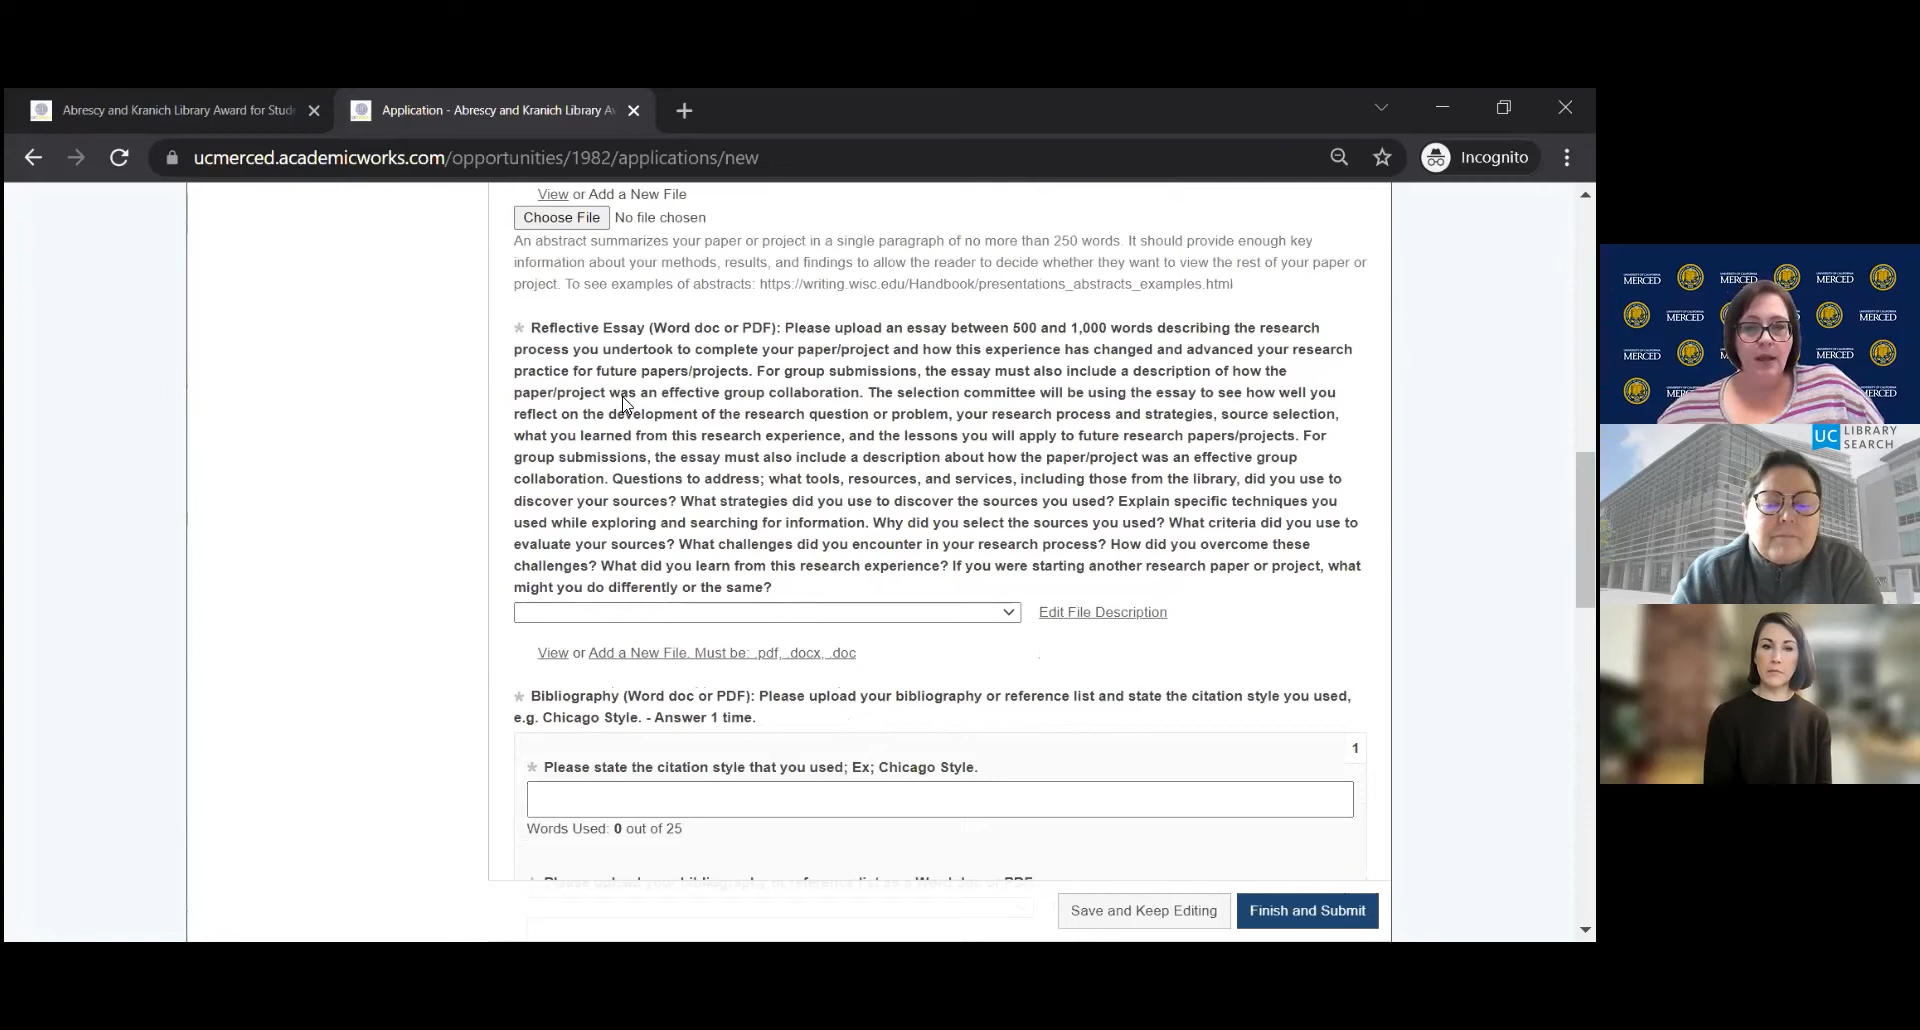 Abrescy and Kranich Library Award for Stude
Application - Abrescy and Kranich Library Aw
ucmerced.academicworks.com/opportunities/1982/applications/new
Incognito
View or Add a New File
Choose File No file chosen
An abstract summarizes your paper or project in a single paragraph of no more than 250 words. It should provide enough key
information about your methods, results, and findings to allow the reader to decide whether they want to view the rest of your paper or
project. To see examples of abstracts: https://writing.wisc.edu/Handbook/presentations_abstracts_examples.html
* Reflective Essay (Word doc or PDF): Please upload an essay between 500 and 1,000 words describing the research
process you undertook to complete your paper/project and how this experience has changed and advanced your research
practice for future papers/projects. For group submissions, the essay must also include a description of how the
paper/project was an effective group collaboration. The selection committee will be using the essay to see how well you
reflect on the development of the research question or problem, your research process and strategies, source selection,
what you learned from this research experience, and the lessons you will apply to future research papers/projects. For
group submissions, the essay must also include a description about how the paper/project was an effective group
collaboration. Questions to address; what tools, resources, and services, including those from the library, did you use to
discover your sources? What strategies did you use to discover the sources you used? Explain specific techniques you
used while exploring and searching for information. Why did you select the sources you used? What criteria did you use to
evaluate your sources? What challenges did you encounter in your research process? How did you overcome these
challenges? What did you learn from this research experience? If you were starting another research paper or project, what
might you do differently or the same?
Edit File Description
View or Add a New File. Must be: .pdf, .docx, .doc
* Bibliography (Word doc or PDF): Please upload your bibliography or reference list and state the citation style you used,
e.g. Chicago Style. - Answer 1 time.
1
* Please state the citation style that you used; Ex; Chicago Style.
Words Used: 0 out of 25
* Please upload your bibliography or reference list as a Word doc or PDF
Save and Keep Editing
Finish and Submit
UNIVERSITY OF CALIFORNIA
MERCED
UC LIBRARY
SEARCH